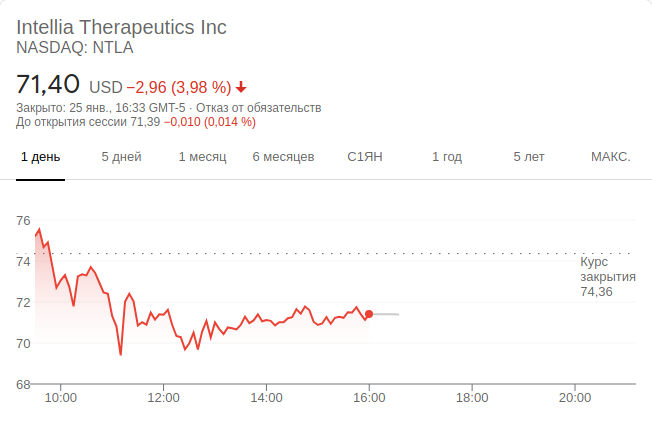 Intellia Therapeutics Inc
NASDAQ: NTLA
71,40 USD −2,96 (3,98 %)
Закрыто: 25 янв., 16:33 GMT-5 · Отказ от обязательств
До открытия сессии 71,39 −0,010 (0,014 %)
1 день 5 дней 1 месяц 6 месяцев С1ЯН 1 год 5 лет МАКС.
76
74
72
70
68
Курс
закрытия
74,36
10:00 12:00 14:00 16:00 18:00 20:00